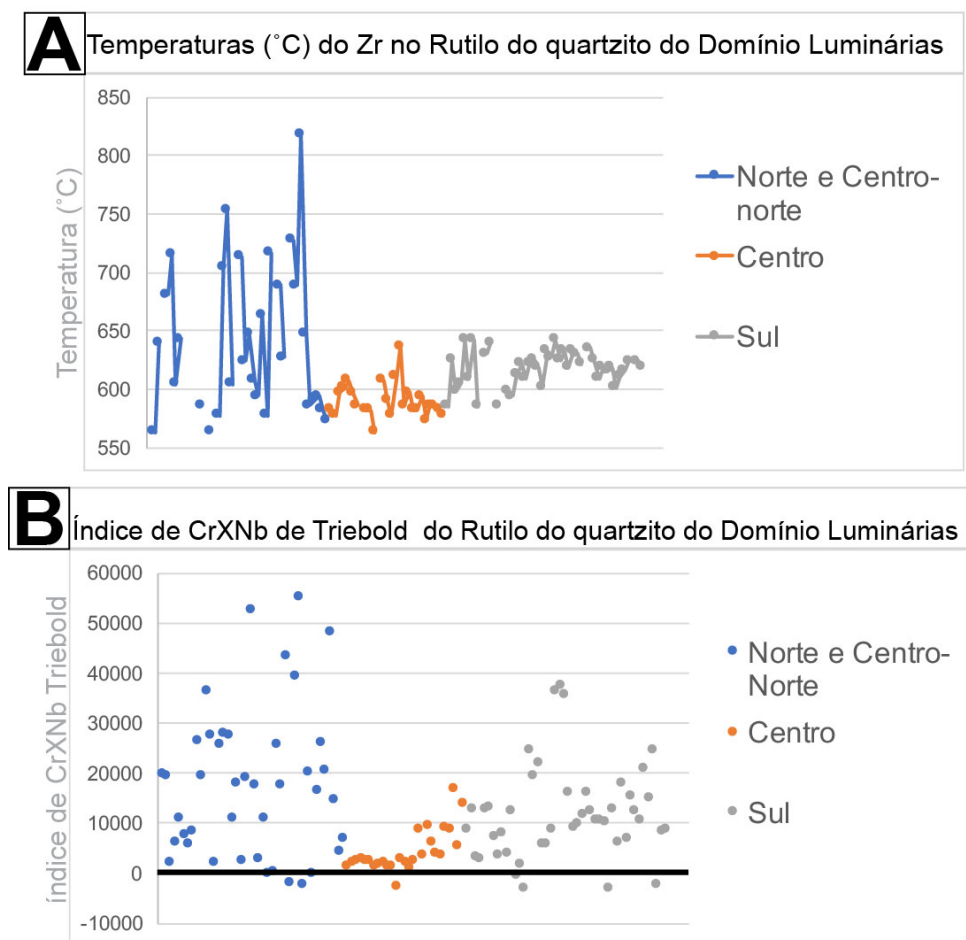 A
Temperaturas (˚C) do Zr no Rutilo do quartzito do Domínio Luminárias
Temperatura (˚C)
850
800
750
700
650
600
550
Norte e Centro-
norte
Centro
Sul
B
Índice de CrXNb de Triebold do Rutilo do quartzito do Domínio Luminárias
índice de CrXNb Triebold
60000
50000
40000
30000
20000
10000
0
-10000
Norte e Centro-
Norte
Centro
Sul